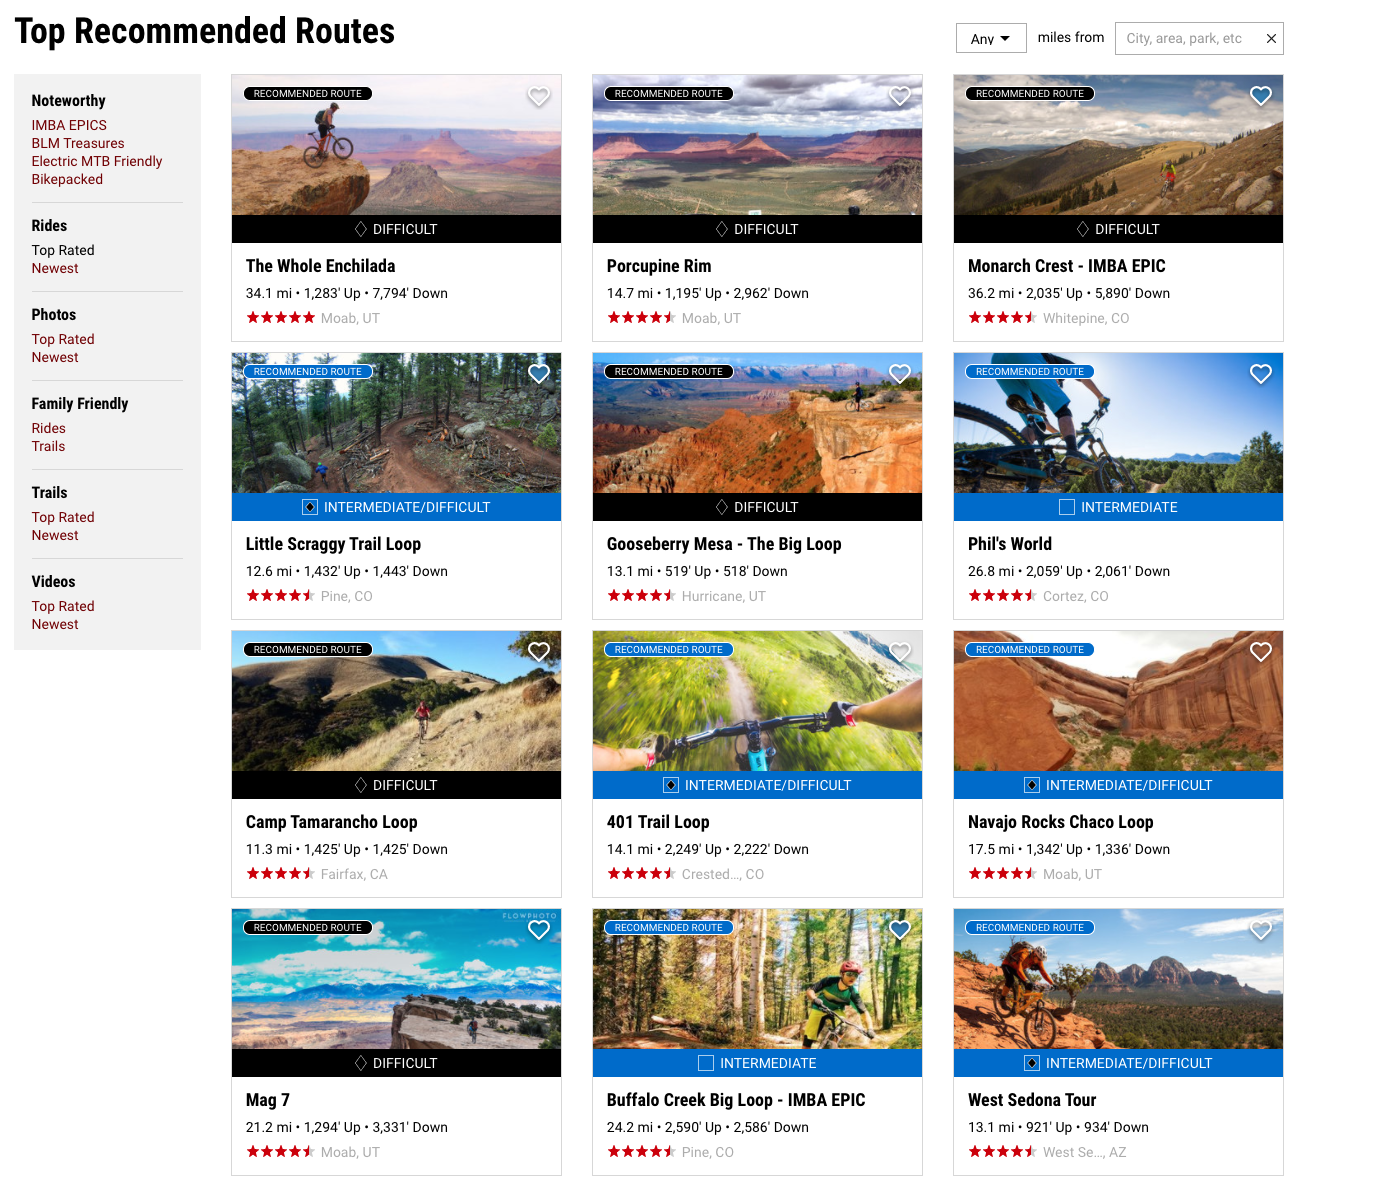 Top Recommended Routes
Any
miles from
City, area, park, etc
Noteworthy
IMBA EPICS
BLM Treasures
Electric MTB Friendly
Bikepacked
Rides
Top Rated
Newest
Photos
Top Rated
Newest
Family Friendly
Rides
Trails
Trails
Top Rated
Newest
Videos
Top Rated
Newest
RECOMMENDED ROUTE
DIFFICULT
The Whole Enchilada
34.1 mi • 1,283' Up • 7,794' Down
Moab, UT
RECOMMENDED ROUTE
DIFFICULT
Porcupine Rim
14.7 mi • 1,195' Up • 2,962' Down
Moab, UT
RECOMMENDED ROUTE
DIFFICULT
Monarch Crest - IMBA EPIC
36.2 mi • 2,035' Up • 5,890' Down
Whitepine, CO
RECOMMENDED ROUTE
INTERMEDIATE/DIFFICULT
Little Scraggy Trail Loop
12.6 mi • 1,432' Up • 1,443' Down
Pine, CO
RECOMMENDED ROUTE
DIFFICULT
Gooseberry Mesa - The Big Loop
13.1 mi • 519' Up • 518' Down
Hurricane, UT
RECOMMENDED ROUTE
INTERMEDIATE
Phil's World
26.8 mi • 2,059' Up • 2,061' Down
Cortez, CO
RECOMMENDED ROUTE
DIFFICULT
Camp Tamarancho Loop
11.3 mi • 1,425' Up • 1,425' Down
Fairfax, CA
RECOMMENDED ROUTE
INTERMEDIATE/DIFFICULT
401 Trail Loop
14.1 mi • 2,249' Up • 2,222' Down
Crested..., CO
RECOMMENDED ROUTE
INTERMEDIATE/DIFFICULT
Navajo Rocks Chaco Loop
17.5 mi • 1,342' Up • 1,336' Down
Moab, UT
FLOWPHOTO
RECOMMENDED ROUTE
DIFFICULT
Mag 7
21.2 mi • 1,294' Up • 3,331' Down
Moab, UT
RECOMMENDED ROUTE
INTERMEDIATE
Buffalo Creek Big Loop - IMBA EPIC
24.2 mi • 2,590' Up • 2,586' Down
Pine, CO
RECOMMENDED ROUTE
INTERMEDIATE/DIFFICULT
West Sedona Tour
13.1 mi • 921' Up • 934' Down
West Se..., AZ